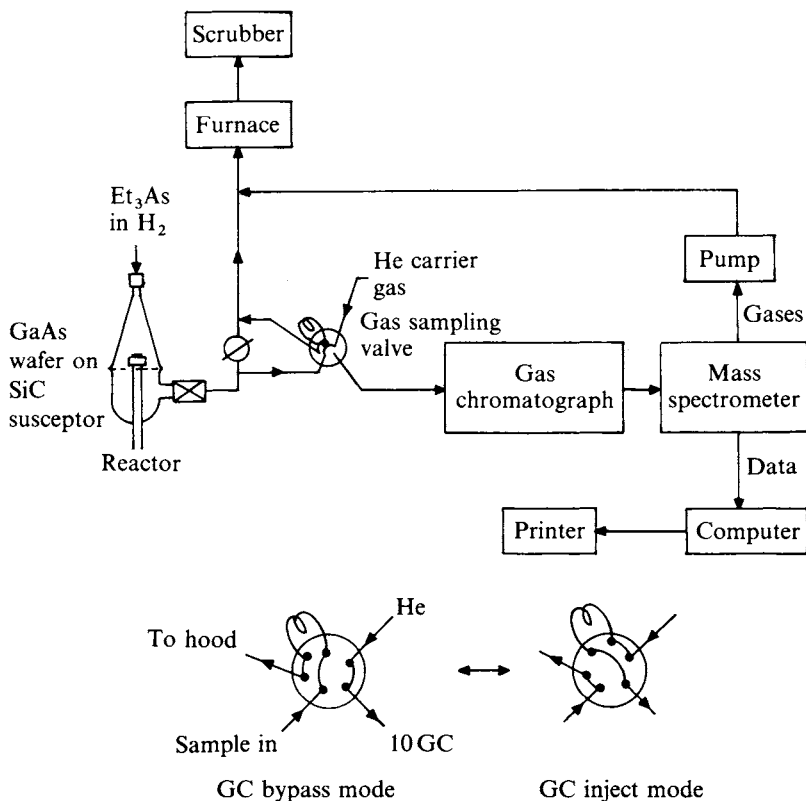 Scrubber
Furnace
Et₃As
in H₂
He carrier
gas
Gas sampling
valve
Pump
Gases
GaAs
wafer on
SiC
susceptor
Gas
chromatograph
Mass
spectrometer
Reactor
Data
Printer
Computer
To hood
He
Sample in
10 GC
GC bypass mode
GC inject mode